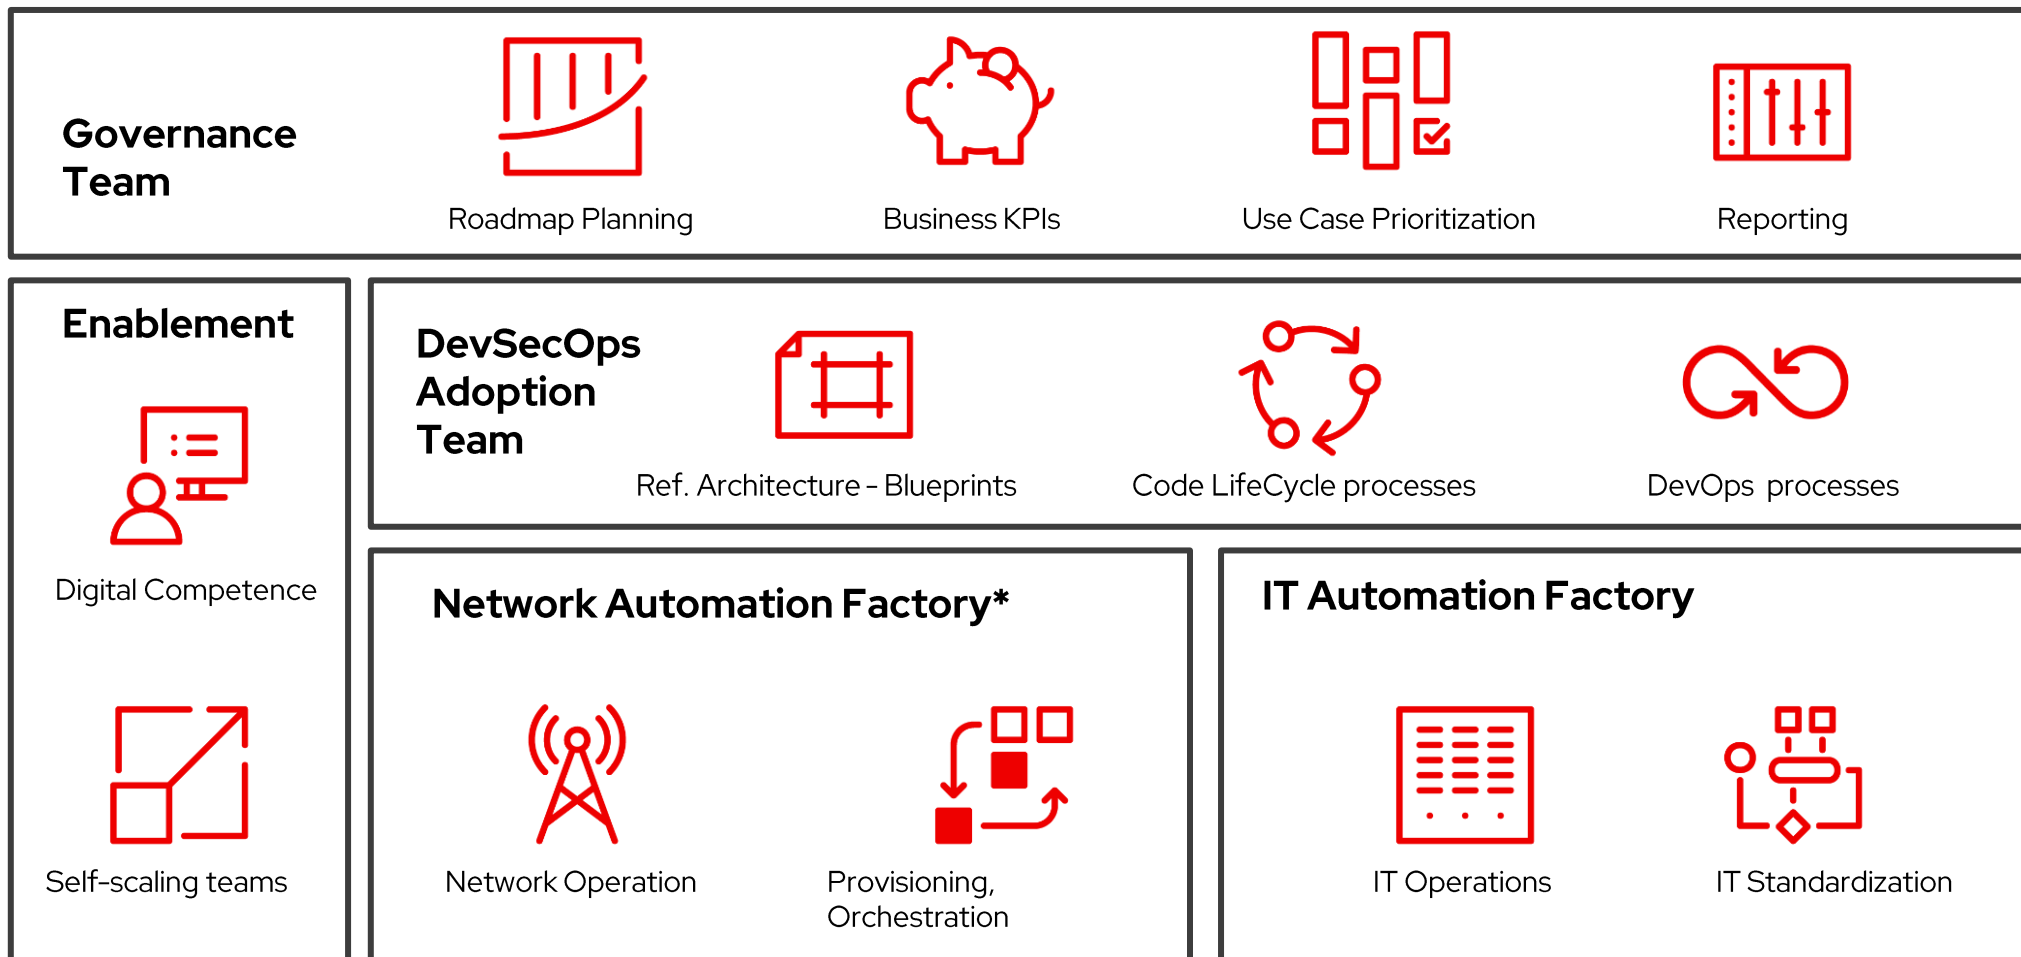 Governance
Team
Roadmap Planning
Business KPIs
Use Case Prioritization
Reporting
Enablement
Digital Competence
Self-scaling teams
DevSecOps
Adoption
Team
Ref. Architecture - Blueprints
Code LifeCycle processes
DevOps processes
Network Automation Factory*
Network Operation
Provisioning,
Orchestration
IT Automation Factory
IT Operations
IT Standardization